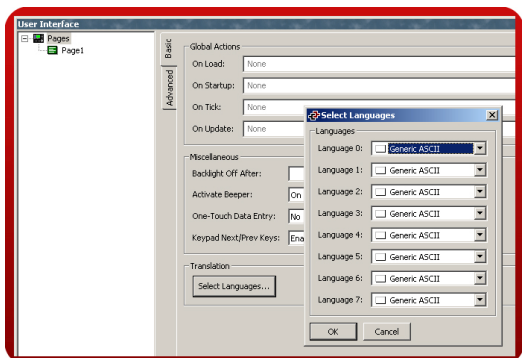 User Interface
Pages
Page1
Basic
Advanced
Global Actions
On Load: None
On Startup: None
On Tick: None
On Update: None
Miscellaneous
Backlight Off After:
Activate Beeper: On
One-Touch Data Entry: No
Keypad Next/Prev Keys: Ena
Translation
Select Languages...
Select Languages
Languages
Language 0: Generic ASCII
Language 1: Generic ASCII
Language 2: Generic ASCII
Language 3: Generic ASCII
Language 4: Generic ASCII
Language 5: Generic ASCII
Language 6: Generic ASCII
Language 7: Generic ASCII
OK Cancel